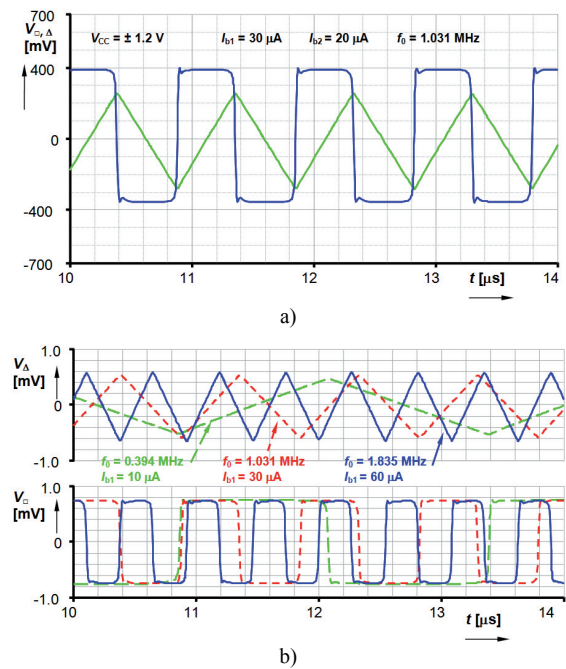 V□, Δ
[mV]
700
400
0
-400
-700
VCC = ± 1.2 V
Ib1 = 30 µA
Ib2 = 20 µA
f0 = 1.031 MHz
10
11
12
13
14
t [µs]
a)
VΔ
[mV]
1.0
0
-1.0
f0 = 0.394 MHz
Ib1 = 10 µA
f0 = 1.031 MHz
Ib1 = 30 µA
f0 = 1.835 MHz
Ib1 = 60 µA
V□
[mV]
1.0
0
-1.0
10
11
12
13
14
t [µs]
b)